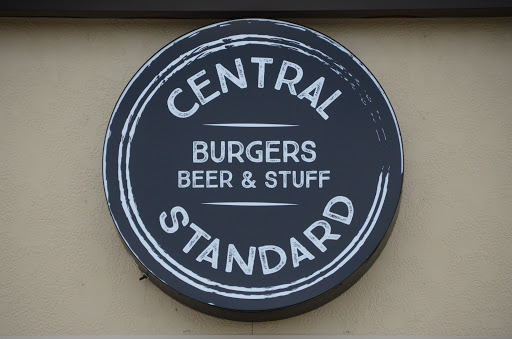 CENTRAL
BURGERS
BEER & STUFF
STANDARD